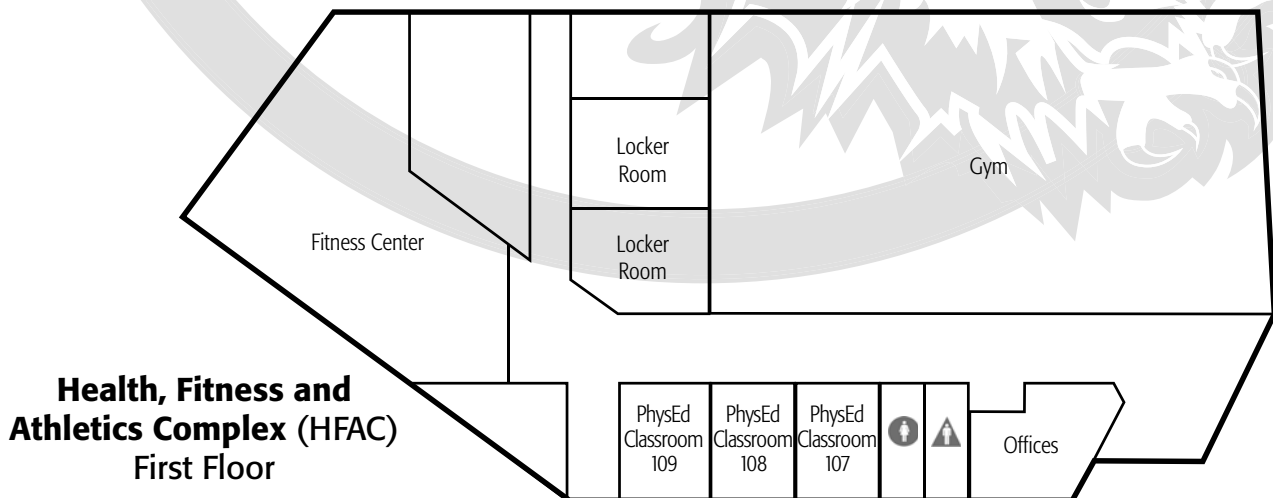 Locker
Room
Gym
Locker
Room
Fitness Center
Health, Fitness and
Athletics Complex (HFAC)
First Floor
PhysEd
Classroom
109
PhysEd
Classroom
108
PhysEd
Classroom
107
Offices